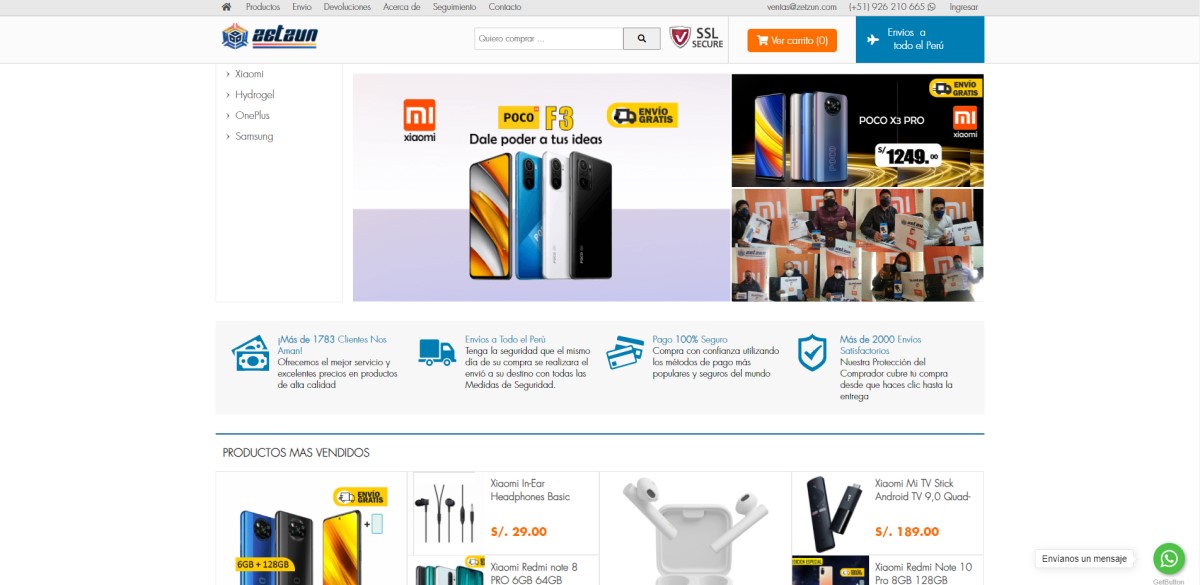 Productos Envio Devoluciones Acerca de Seguimiento Contacto
ventas@zetzun.com (+51) 926 210 665 Ingresar
zetzun
Quiero comprar ...
SSL
SECURE
Ver carrito (0)
Envios a
todo el Perú
Xiaomi
Hydrogel
OnePlus
Samsung
mi
xiaomi
POCO F3
ENVÍO
GRATIS
Dale poder a tus ideas
ENVÍO
GRATIS
POCO X3 PRO
mi
xiaomi
S/ 1249.00
¡Más de 1783 Clientes Nos
Aman!
Ofrecemos el mejor servicio y
excelentes precios en productos
de alta calidad
Envios a Todo el Perú
Tenga la seguridad que el mismo
día de su compra se realizara el
envió a su destino con todas las
Medidas de Seguridad.
Pago 100% Seguro
Compra con confianza utilizando
los métodos de pago más
populares y seguros del mundo
Más de 2000 Envíos
Satisfactorios
Nuestra Protección del
Comprador cubre tu compra
desde que haces clic hasta la
entrega
PRODUCTOS MAS VENDIDOS
ENVÍO
GRATIS
6GB + 128GB
Xiaomi In-Ear
Headphones Basic
S/. 29.00
Xiaomi Redmi note 8
PRO 6GB 64GB
Xiaomi Mi TV Stick
Android TV 9,0 Quad-
S/. 189.00
Xiaomi Redmi Note 10
Pro 8GB 128GB
Envíanos un mensaje
GetButton